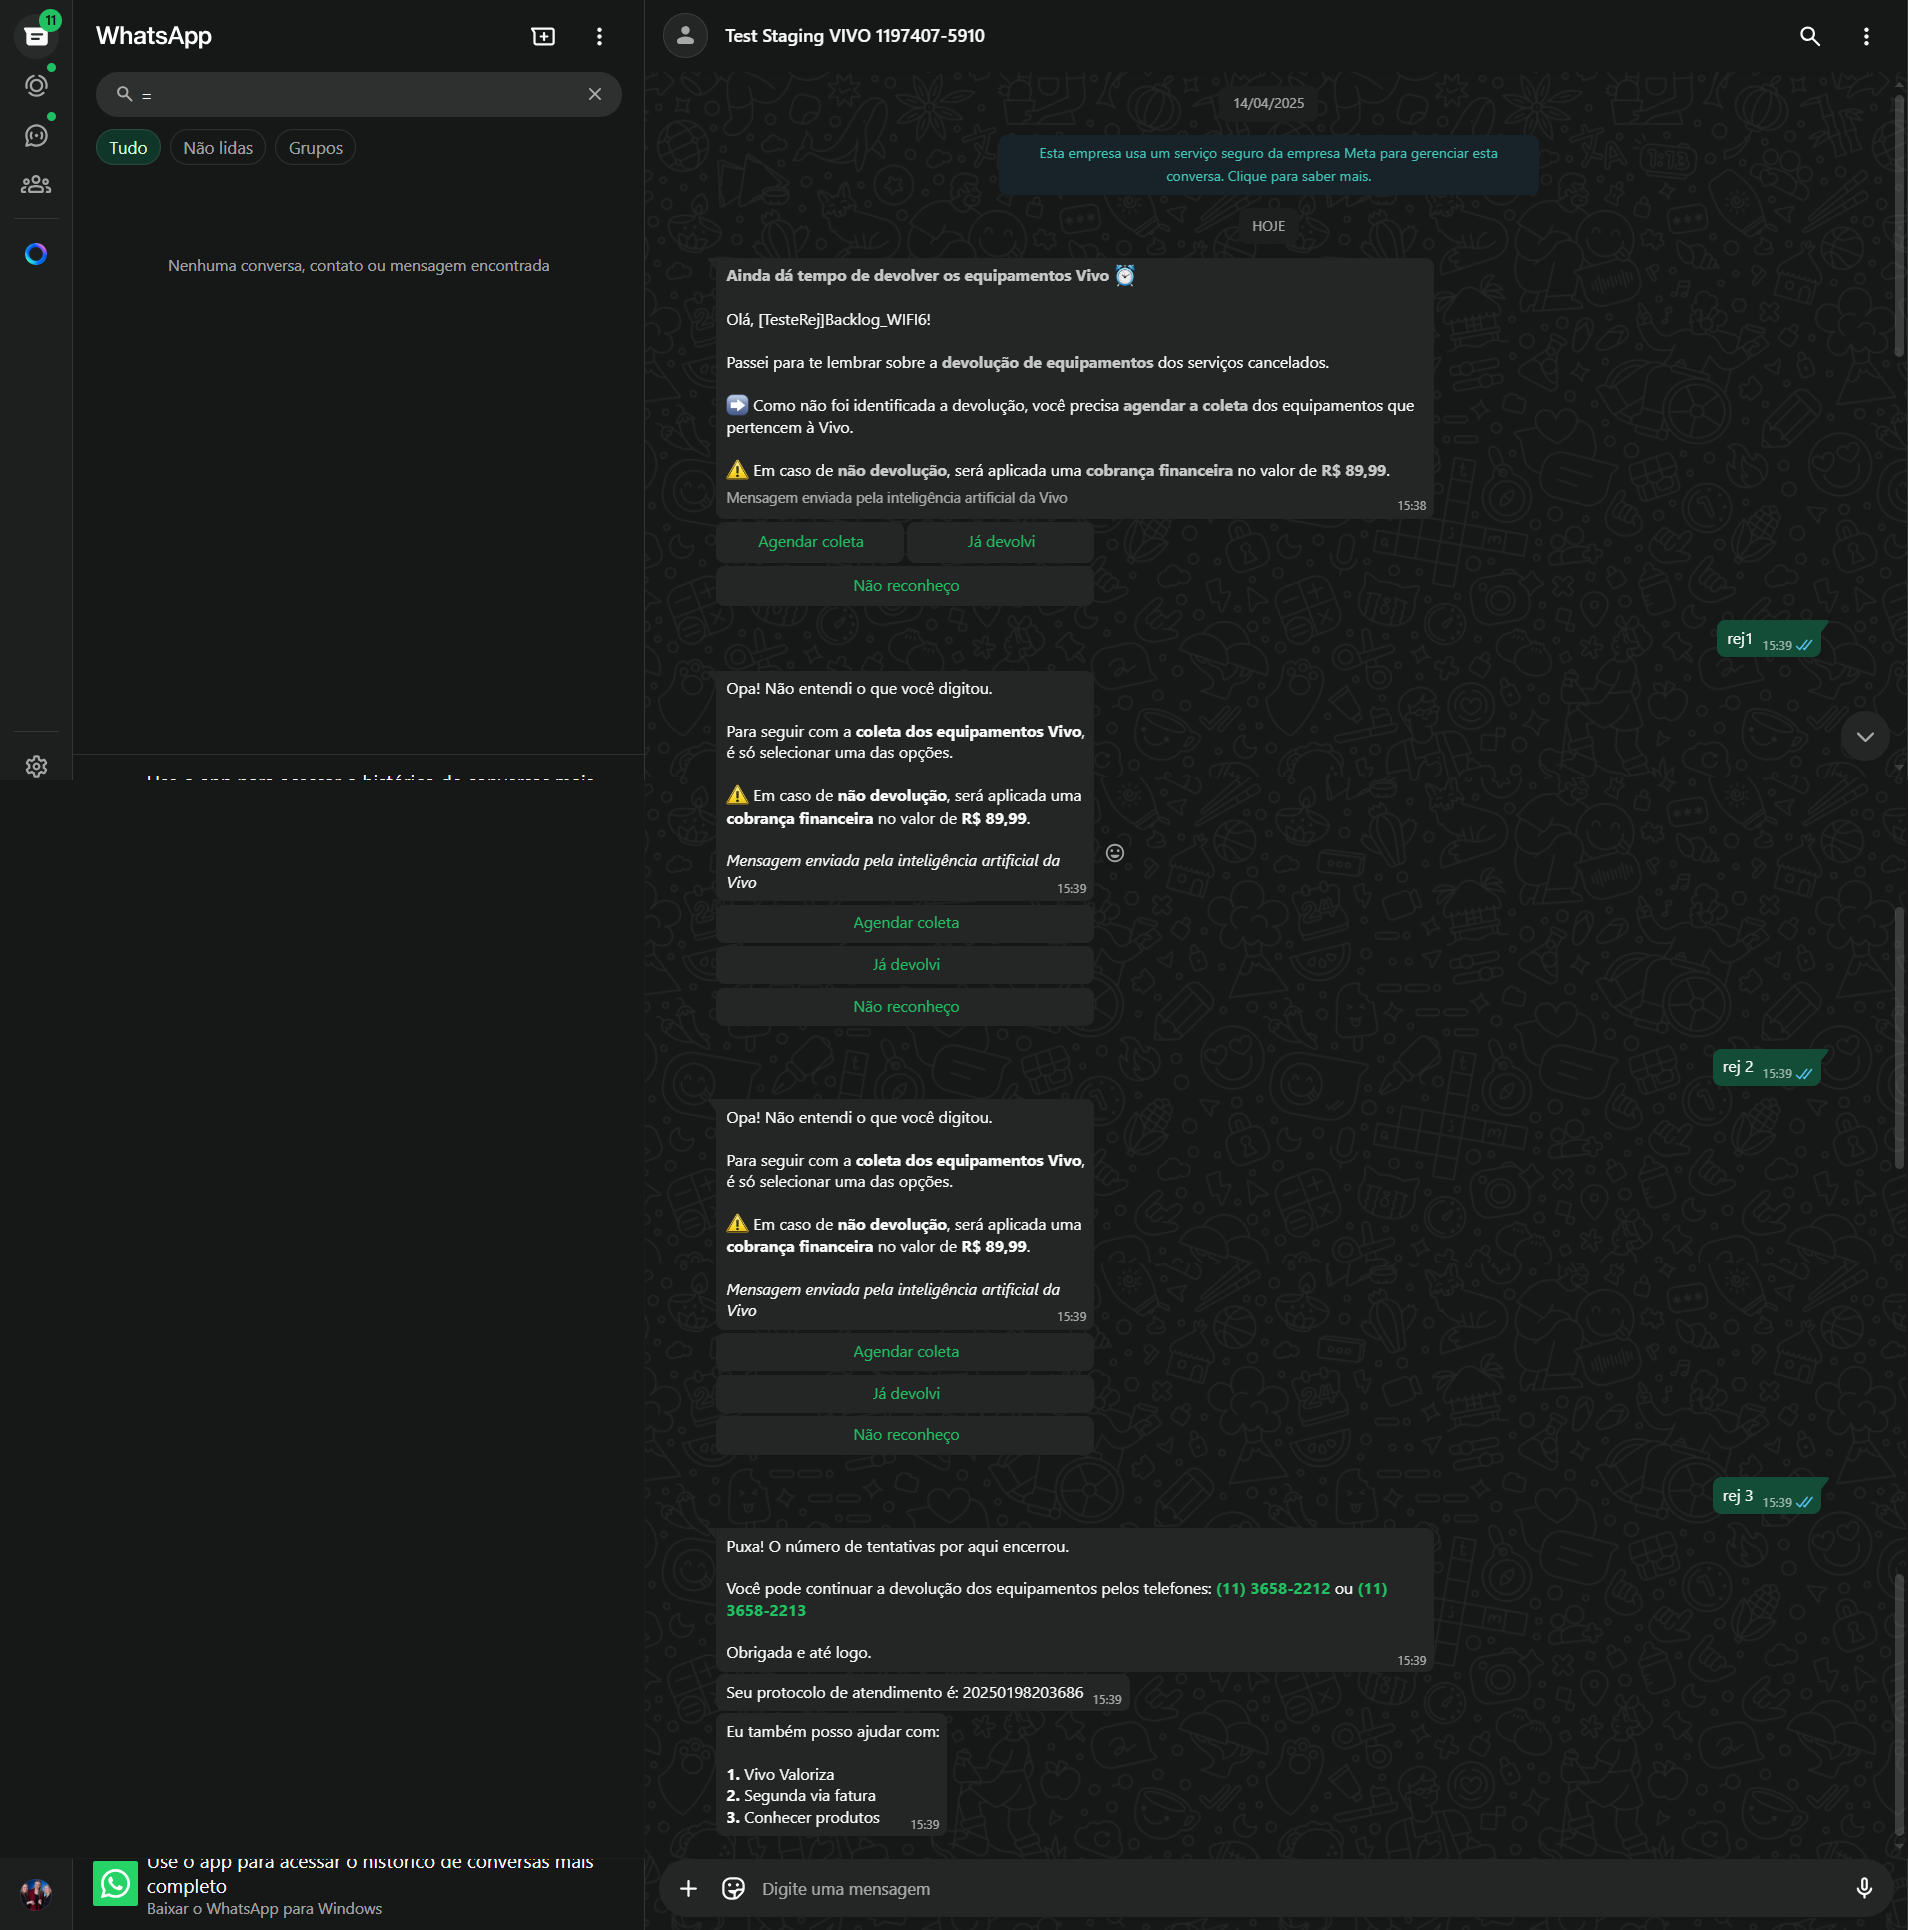 11
WhatsApp
=
Tudo
Não lidas
Grupos
Nenhuma conversa, contato ou mensagem encontrada
Use o app para acessar o histórico de conversas mais
completo
Baixar o WhatsApp para Windows
Test Staging VIVO 1197407-5910
14/04/2025
Esta empresa usa um serviço seguro da empresa Meta para gerenciar esta
conversa. Clique para saber mais.
HOJE
Ainda dá tempo de devolver os equipamentos Vivo ⏰
Olá, [TesteRej]Backlog_WIFI6!
Passei para te lembrar sobre a devolução de equipamentos dos serviços cancelados.
➡️ Como não foi identificada a devolução, você precisa agendar a coleta dos equipamentos que
pertencem à Vivo.
⚠️ Em caso de não devolução, será aplicada uma cobrança financeira no valor de R$ 89,99.
Mensagem enviada pela inteligência artificial da Vivo
15:38
Agendar coleta
Já devolvi
Não reconheço
rej1 15:39
Opa! Não entendi o que você digitou.
Para seguir com a coleta dos equipamentos Vivo,
é só selecionar uma das opções.
⚠️ Em caso de não devolução, será aplicada uma
cobrança financeira no valor de R$ 89,99.
Mensagem enviada pela inteligência artificial da
Vivo
15:39
Agendar coleta
Já devolvi
Não reconheço
rej 2 15:39
Opa! Não entendi o que você digitou.
Para seguir com a coleta dos equipamentos Vivo,
é só selecionar uma das opções.
⚠️ Em caso de não devolução, será aplicada uma
cobrança financeira no valor de R$ 89,99.
Mensagem enviada pela inteligência artificial da
Vivo
15:39
Agendar coleta
Já devolvi
Não reconheço
rej 3 15:39
Puxa! O número de tentativas por aqui encerrou.
Você pode continuar a devolução dos equipamentos pelos telefones: (11) 3658-2212 ou (11)
3658-2213
Obrigada e até logo.
15:39
Seu protocolo de atendimento é: 20250198203686 15:39
Eu também posso ajudar com:
1. Vivo Valoriza
2. Segunda via fatura
3. Conhecer produtos
15:39
Digite uma mensagem